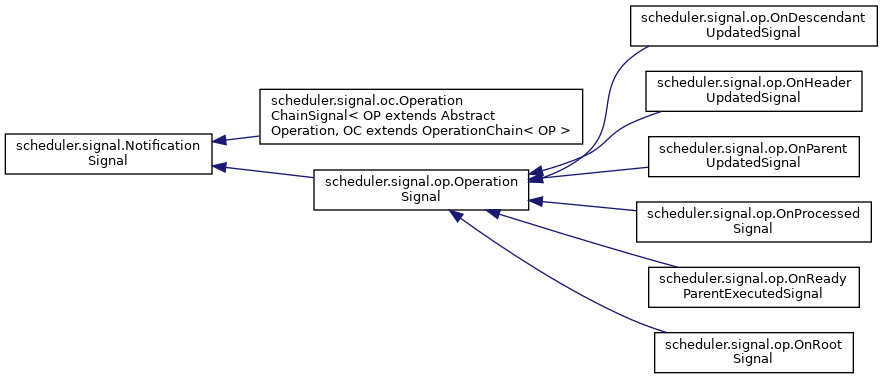 scheduler.signal.Notification
Signal
scheduler.signal.oc.Operation
ChainSignal< OP extends Abstract
Operation, OC extends OperationChain< OP >
scheduler.signal.op.Operation
Signal
scheduler.signal.op.OnDescendant
UpdatedSignal
scheduler.signal.op.OnHeader
UpdatedSignal
scheduler.signal.op.OnParent
UpdatedSignal
scheduler.signal.op.OnProcessed
Signal
scheduler.signal.op.OnReady
ParentExecutedSignal
scheduler.signal.op.OnRoot
Signal